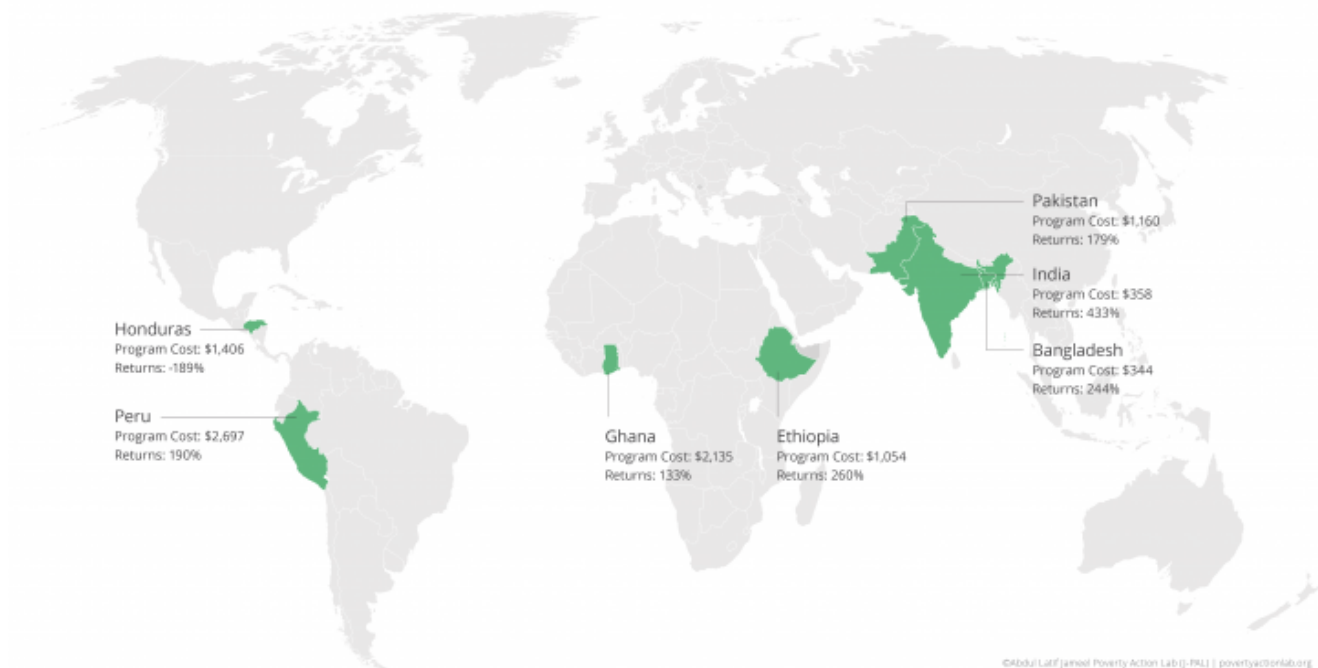 Pakistan
Program Cost: $1,160
Returns: 179%
India
Program Cost: $358
Returns: 433%
Bangladesh
Program Cost: $344
Returns: 244%
Honduras
Program Cost: $1,406
Returns: -189%
Peru
Program Cost: $2,697
Returns: 190%
Ghana
Program Cost: $2,135
Returns: 133%
Ethiopia
Program Cost: $1,054
Returns: 260%
©Abdul Latif Jameel Poverty Action Lab (J-PAL) | povertyactionlab.org